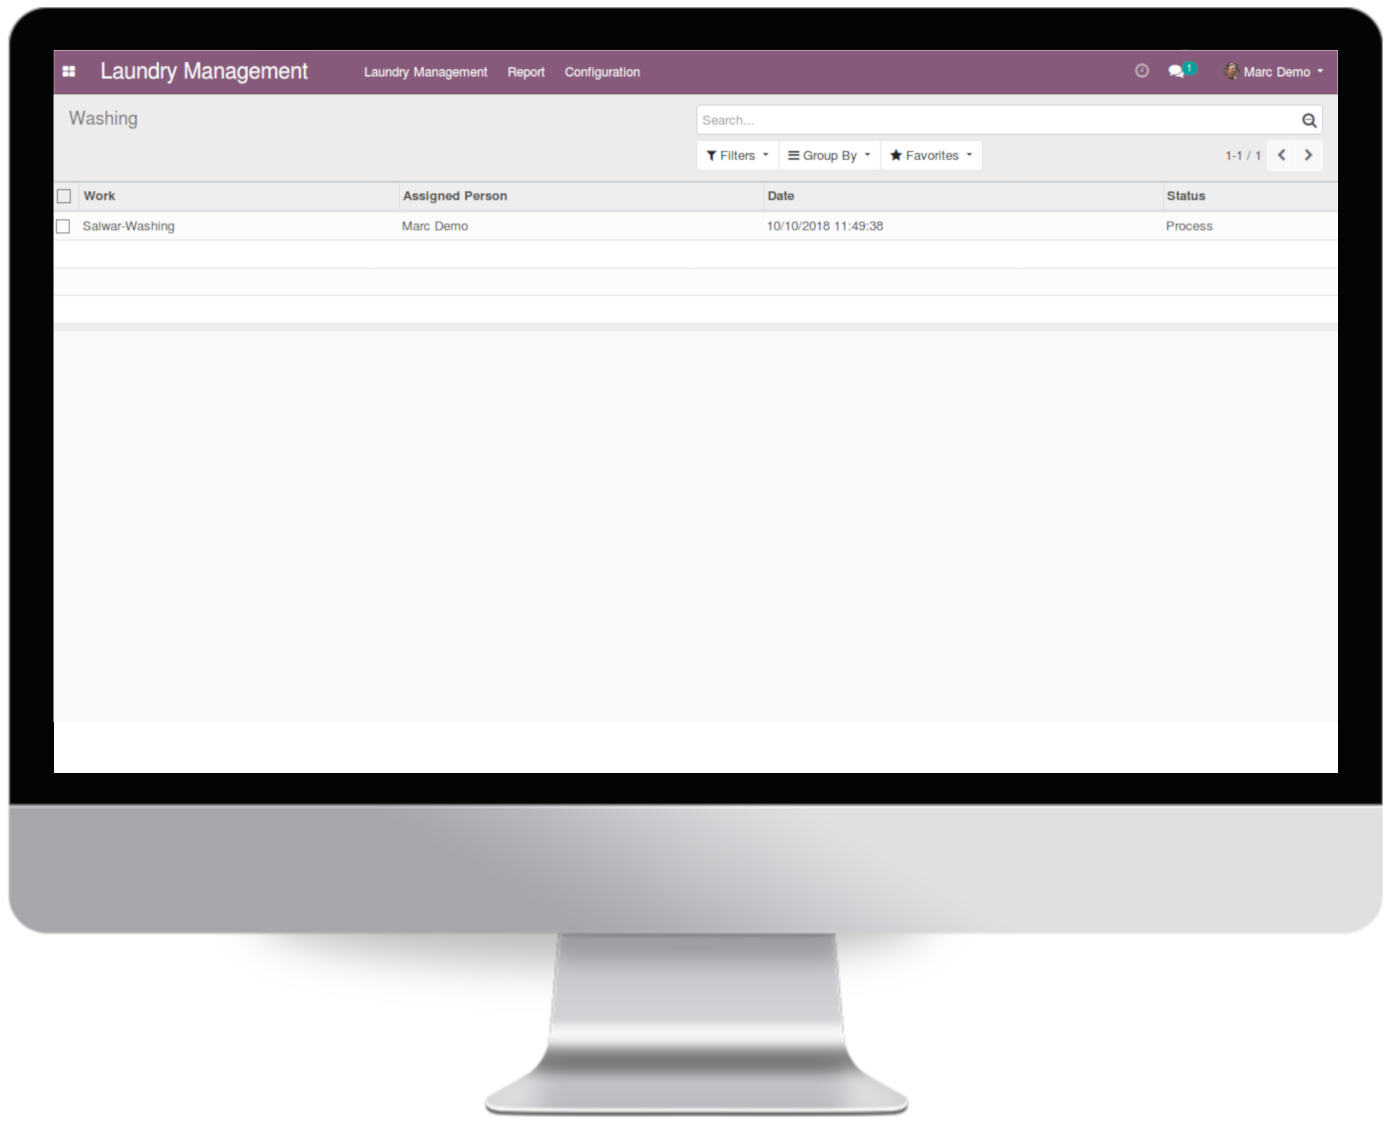 Laundry Management Laundry Management Report Configuration 1 Marc Demo
Washing Search...
Filters Group By Favorites 1-1 / 1
Work Assigned Person Date Status
Salwar-Washing Marc Demo 10/10/2018 11:49:38 Process